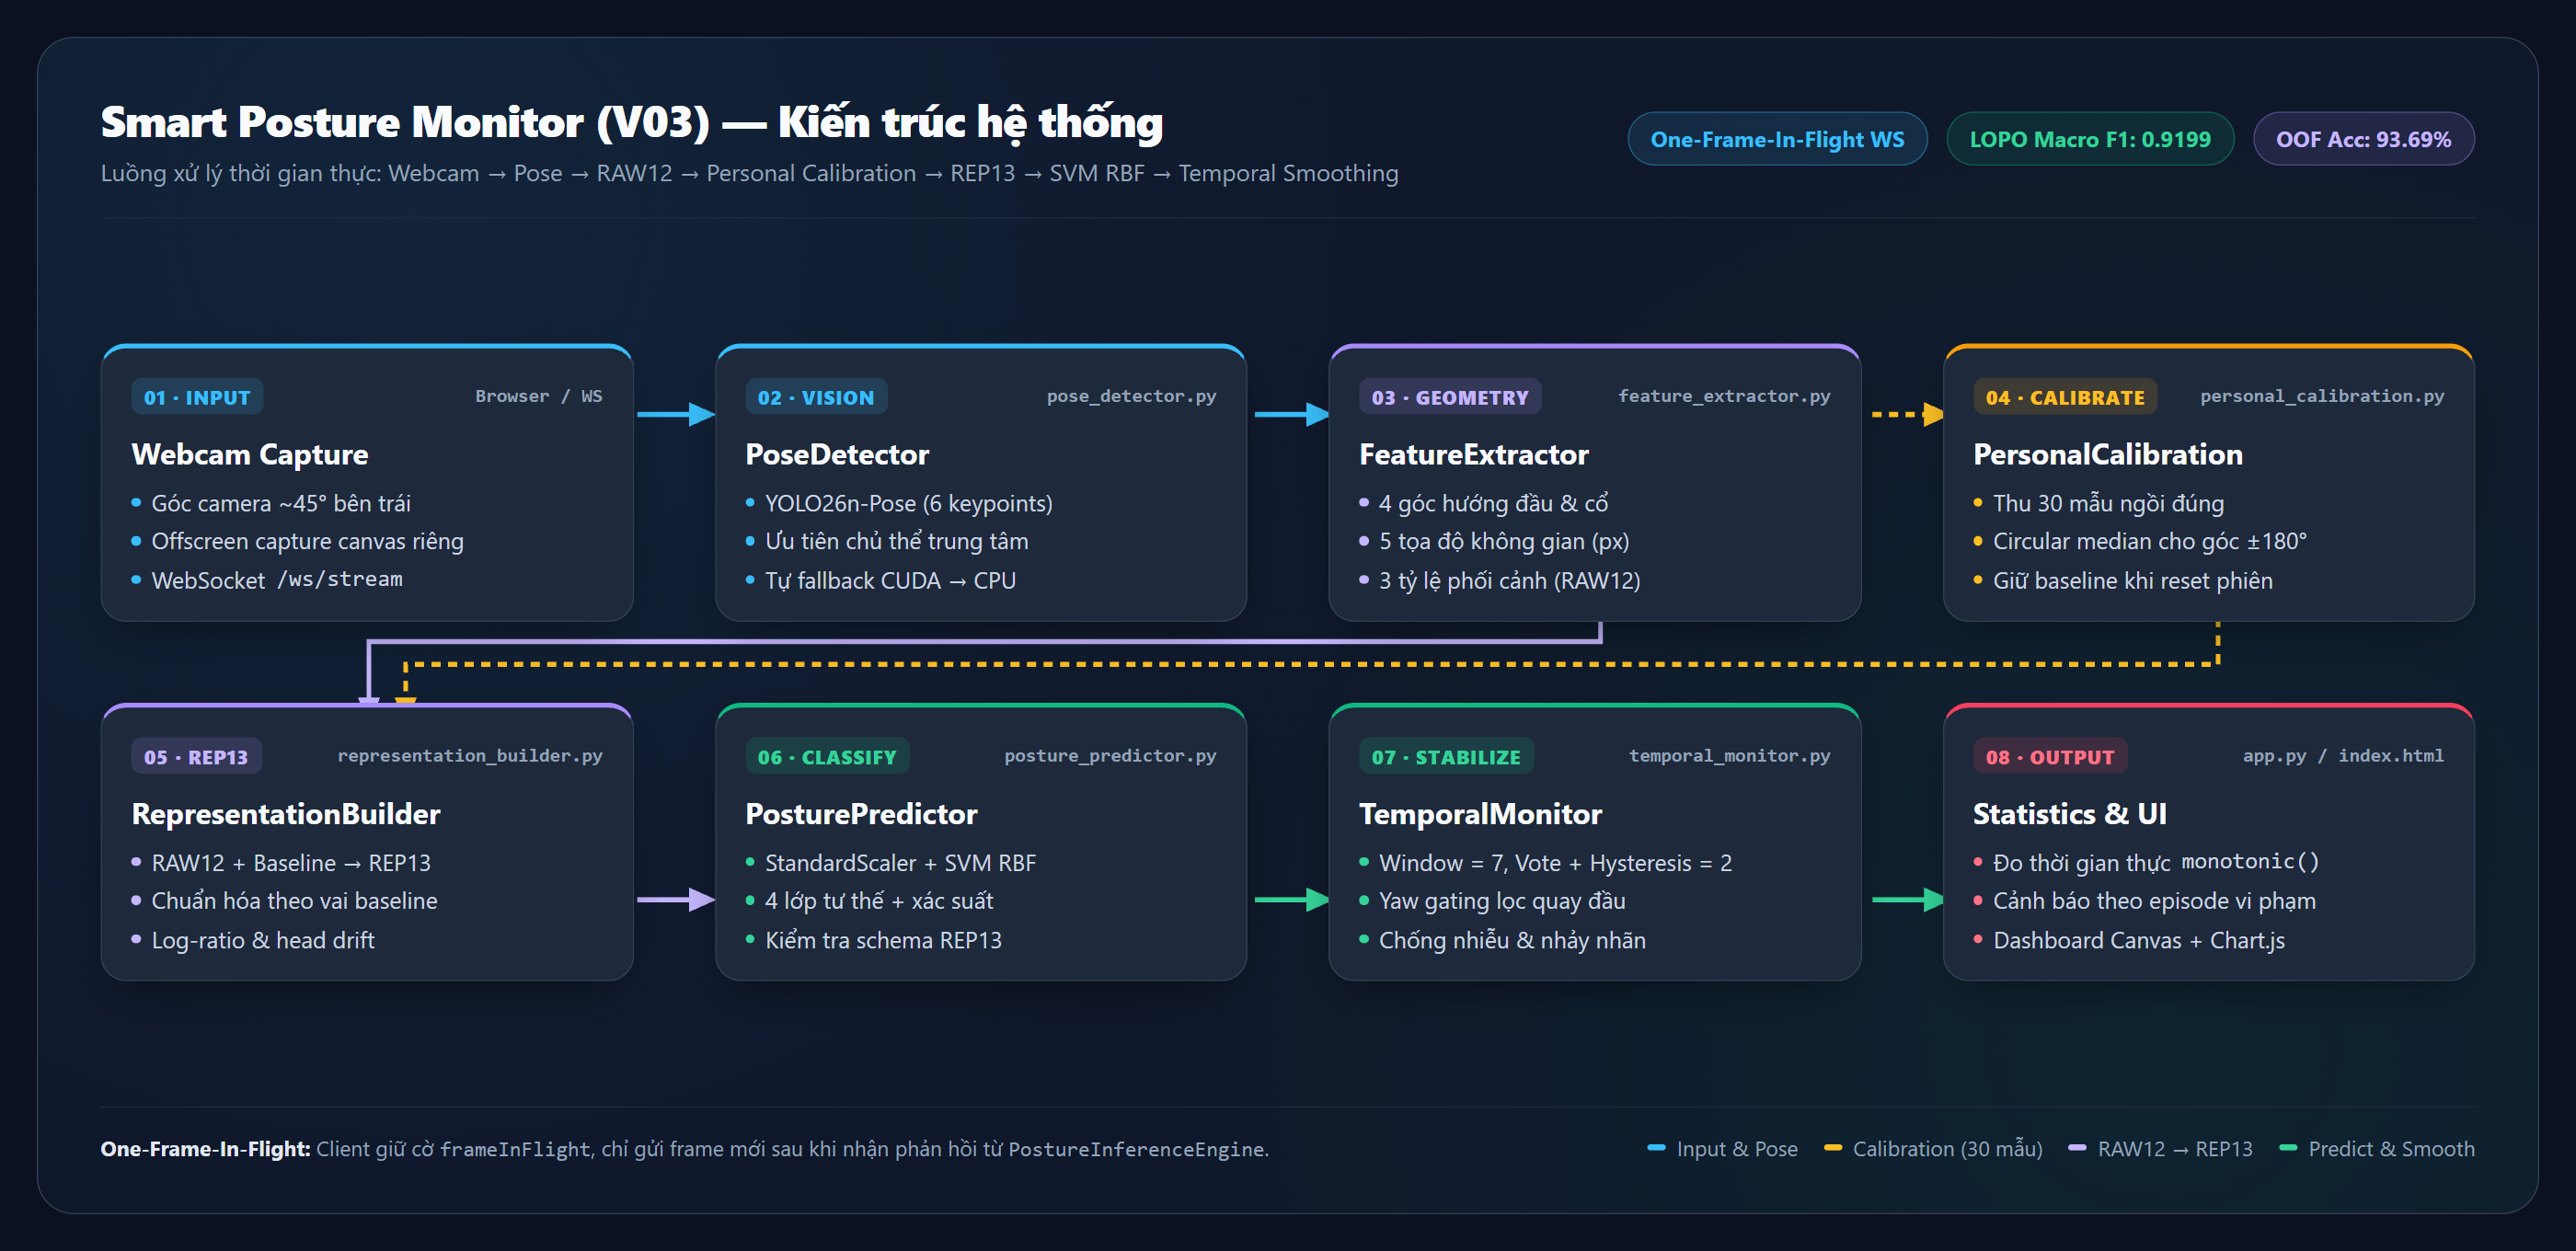 Smart Posture Monitor (V03) — Kiến trúc hệ thống
Luồng xử lý thời gian thực: Webcam → Pose → RAW12 → Personal Calibration → REP13 → SVM RBF → Temporal Smoothing
One-Frame-In-Flight WS
LOPO Macro F1: 0.9199
OOF Acc: 93.69%
01 · INPUT
Browser / WS
Webcam Capture
Góc camera ~45° bên trái
Offscreen capture canvas riêng
WebSocket /ws/stream
02 · VISION
pose_detector.py
PoseDetector
YOLO26n-Pose (6 keypoints)
Ưu tiên chủ thể trung tâm
Tự fallback CUDA → CPU
03 · GEOMETRY
feature_extractor.py
FeatureExtractor
4 góc hướng đầu & cổ
5 tọa độ không gian (px)
3 tỷ lệ phối cảnh (RAW12)
04 · CALIBRATE
personal_calibration.py
PersonalCalibration
Thu 30 mẫu ngồi đúng
Circular median cho góc ±180°
Giữ baseline khi reset phiên
05 · REP13
representation_builder.py
RepresentationBuilder
RAW12 + Baseline → REP13
Chuẩn hóa theo vai baseline
Log-ratio & head drift
06 · CLASSIFY
posture_predictor.py
PosturePredictor
StandardScaler + SVM RBF
4 lớp tư thế + xác suất
Kiểm tra schema REP13
07 · STABILIZE
temporal_monitor.py
TemporalMonitor
Window = 7, Vote + Hysteresis = 2
Yaw gating lọc quay đầu
Chống nhiễu & nhảy nhãn
08 · OUTPUT
app.py / index.html
Statistics & UI
Đo thời gian thực monotonic()
Cảnh báo theo episode vi phạm
Dashboard Canvas + Chart.js
One-Frame-In-Flight: Client giữ cờ frameInFlight, chỉ gửi frame mới sau khi nhận phản hồi từ PostureInferenceEngine.
Input & Pose
Calibration (30 mẫu)
RAW12 → REP13
Predict & Smooth